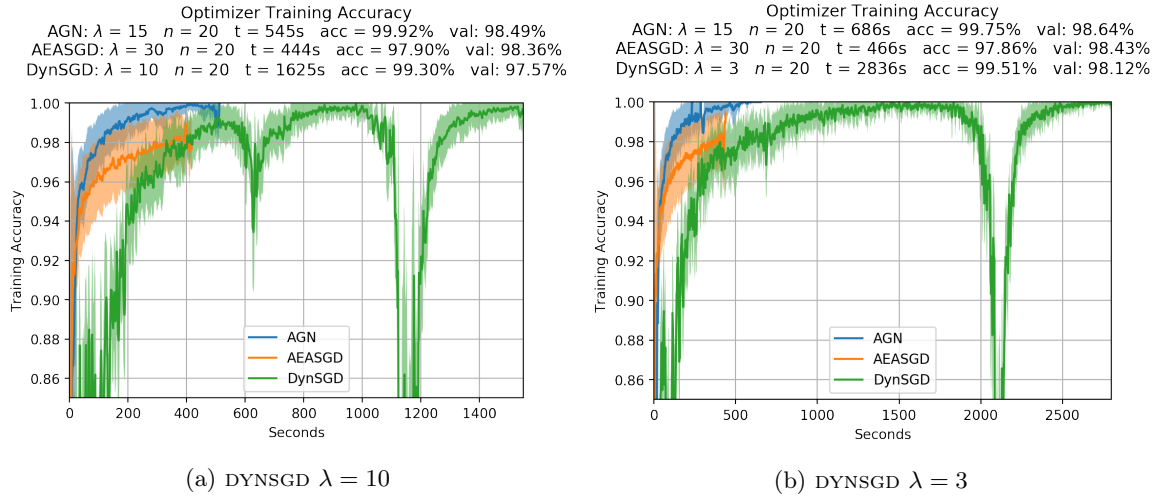 Optimizer Training Accuracy
AGN: λ = 15 n = 20 t = 545s acc = 99.92% val: 98.49%
AEASGD: λ = 30 n = 20 t = 444s acc = 97.90% val: 98.36%
DynSGD: λ = 10 n = 20 t = 1625s acc = 99.30% val: 97.57%
1.00
0.98
0.96
0.94
0.92
0.90
0.88
0.86
Training Accuracy
AGN
AEASGD
DynSGD
0 200 400 600 800 1000 1200 1400
Seconds
(a) DYNSGD λ = 10
Optimizer Training Accuracy
AGN: λ = 15 n = 20 t = 686s acc = 99.75% val: 98.64%
AEASGD: λ = 30 n = 20 t = 466s acc = 97.86% val: 98.43%
DynSGD: λ = 3 n = 20 t = 2836s acc = 99.51% val: 98.12%
1.00
0.98
0.96
0.94
0.92
0.90
0.88
0.86
Training Accuracy
AGN
AEASGD
DynSGD
0 500 1000 1500 2000 2500
Seconds
(b) DYNSGD λ = 3